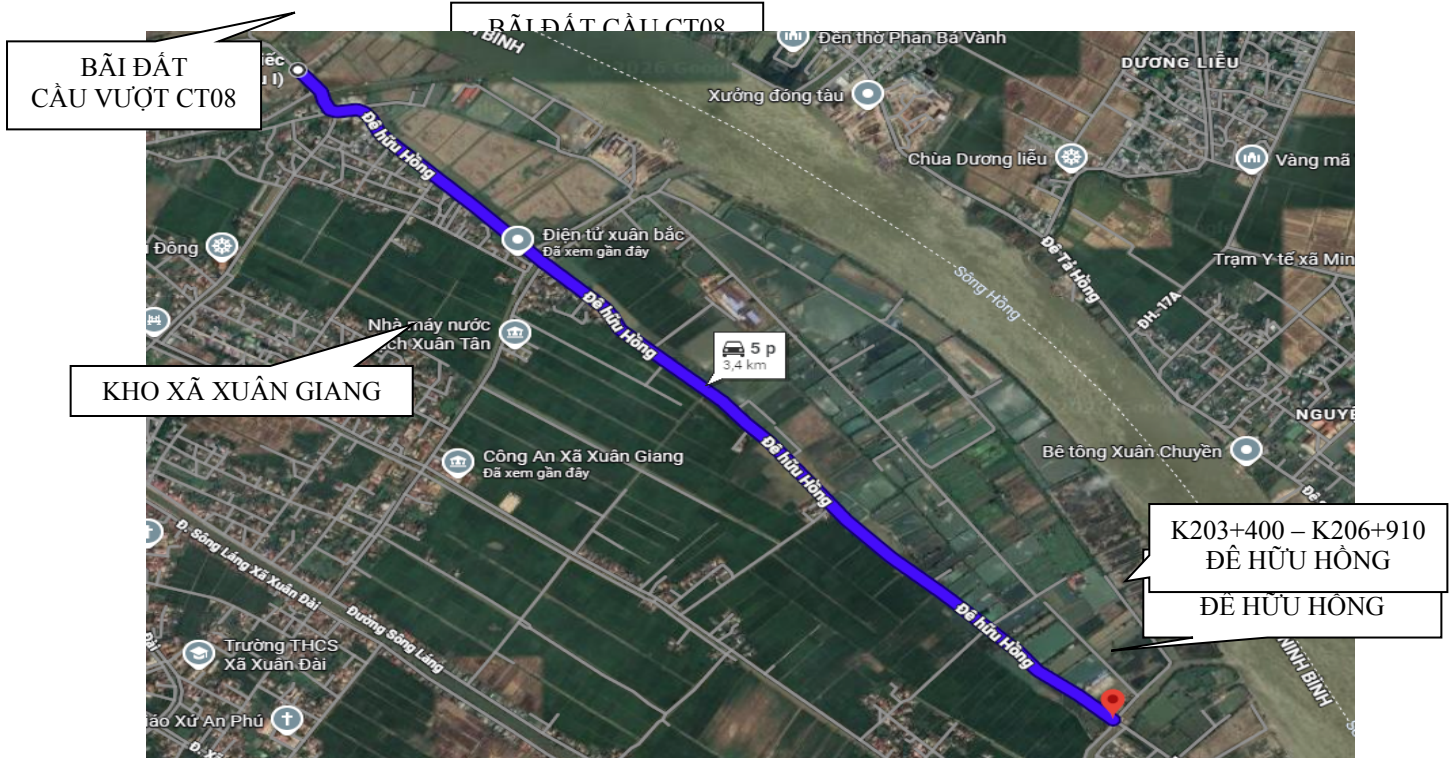 BÃI ĐẤT CẦU CT08
BÃI ĐẤT
CẦU VƯỢT CT08
BÌNH
Đền thờ Phan Bá Vành
DƯƠNG LIỄU
Xưởng đóng tàu
Đê hữu Hồng
Chùa Dương liễu
Vàng mã
Điện tử xuân bắc
Đã xem gần đây
Đông
Đê Tả Hồng
Trạm Y tế xã Min
Sông Hồng
ĐH.17A
Đê hữu Hồng
Nhà máy nước
ạch Xuân Tân
5 p
3,4 km
KHO XÃ XUÂN GIANG
NGUYỄ
Đê hữu Hồng
Bê tông Xuân Chuyền
Công An Xã Xuân Giang
Đã xem gần đây
K203+400 – K206+910
ĐÊ HỮU HỒNG
ĐÊ HỮU HỒNG
Đ. Sông Láng Xã Xuân Đài
Đường Sông Láng
Đê hữu Hồng
Trường THCS
Xã Xuân Đài
NINH BÌNH
iáo Xứ An Phú